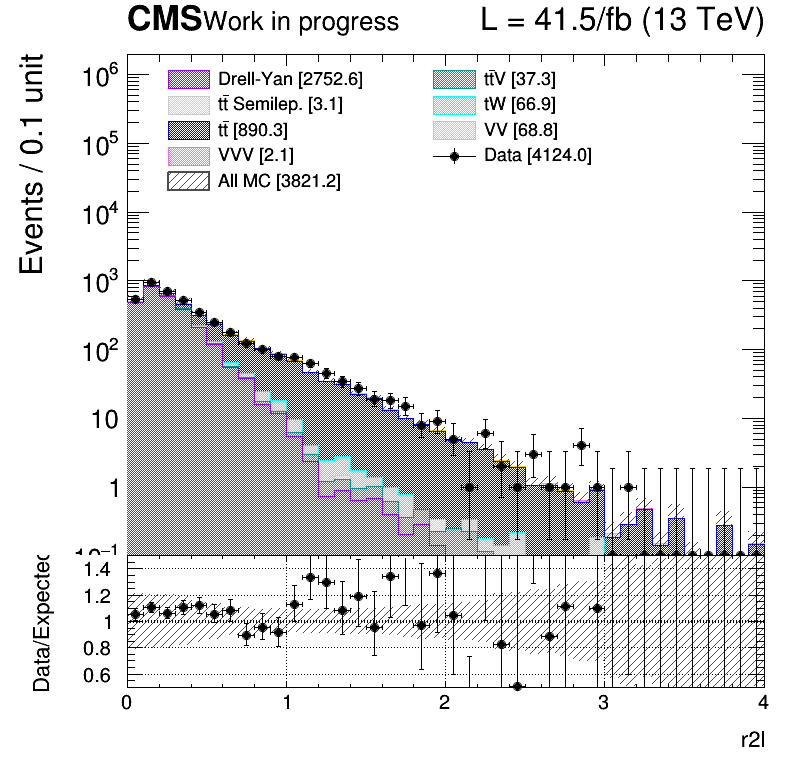 CMS Work in progress L = 41.5/fb (13 TeV)
Events / 0.1 unit
10⁶
10⁵
10⁴
10³
10²
10
1
10⁻¹
Drell-Yan [2752.6]
tt̄ Semilep. [3.1]
tt̄ [890.3]
VVV [2.1]
All MC [3821.2]
tt̄V [37.3]
tW [66.9]
VV [68.8]
Data [4124.0]
Data/Expected
1.4
1.2
1
0.8
0.6
0 1 2 3 4
r2l